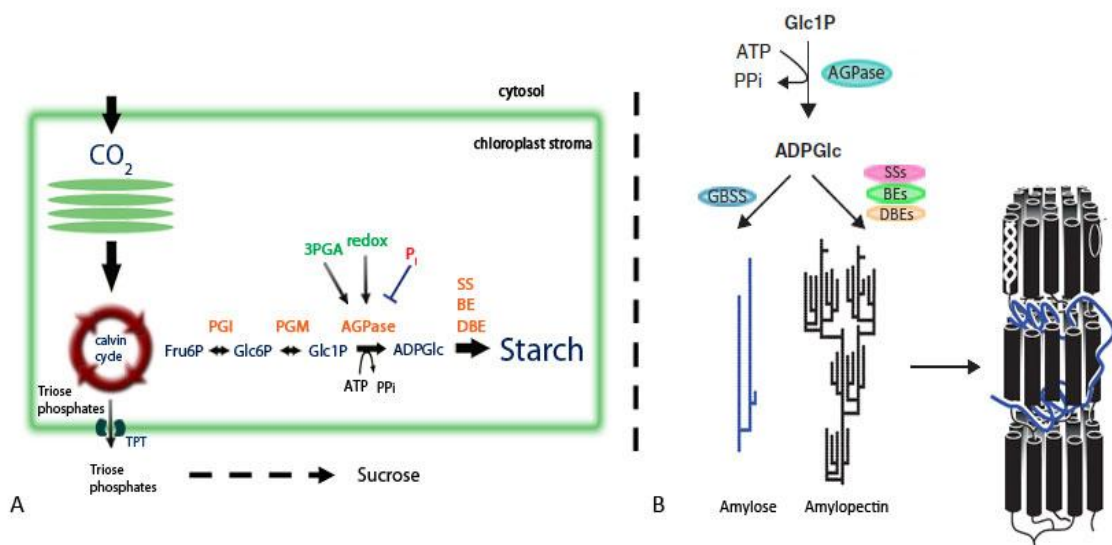 cytosol
chloroplast stroma
CO2
3PGA redox Pi
SS
BE
DBE
PGI PGM AGPase
calvin
cycle
Fru6P Glc6P Glc1P ADPGlc Starch
ATP PPi
Triose
phosphates
TPT
Triose
phosphates
Sucrose
A
Glc1P
ATP
PPi
AGPase
ADPGlc
GBSS
SSs
BEs
DBEs
Amylose Amylopectin
B